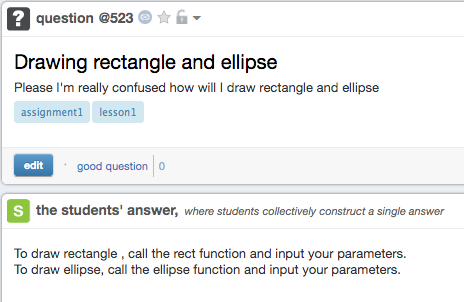 ? question @523
Drawing rectangle and ellipse
Please I'm really confused how will I draw rectangle and ellipse
assignment1 lesson1
edit · good question 0
S the students' answer, where students collectively construct a single answer
To draw rectangle , call the rect function and input your parameters.
To draw ellipse, call the ellipse function and input your parameters.